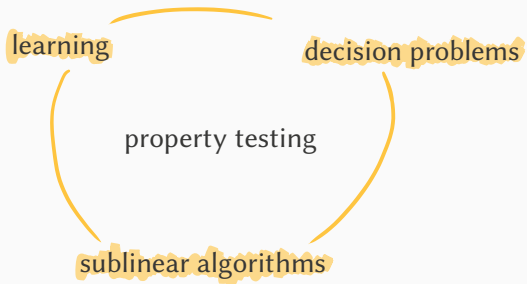 learning
decision problems
property testing
sublinear algorithms